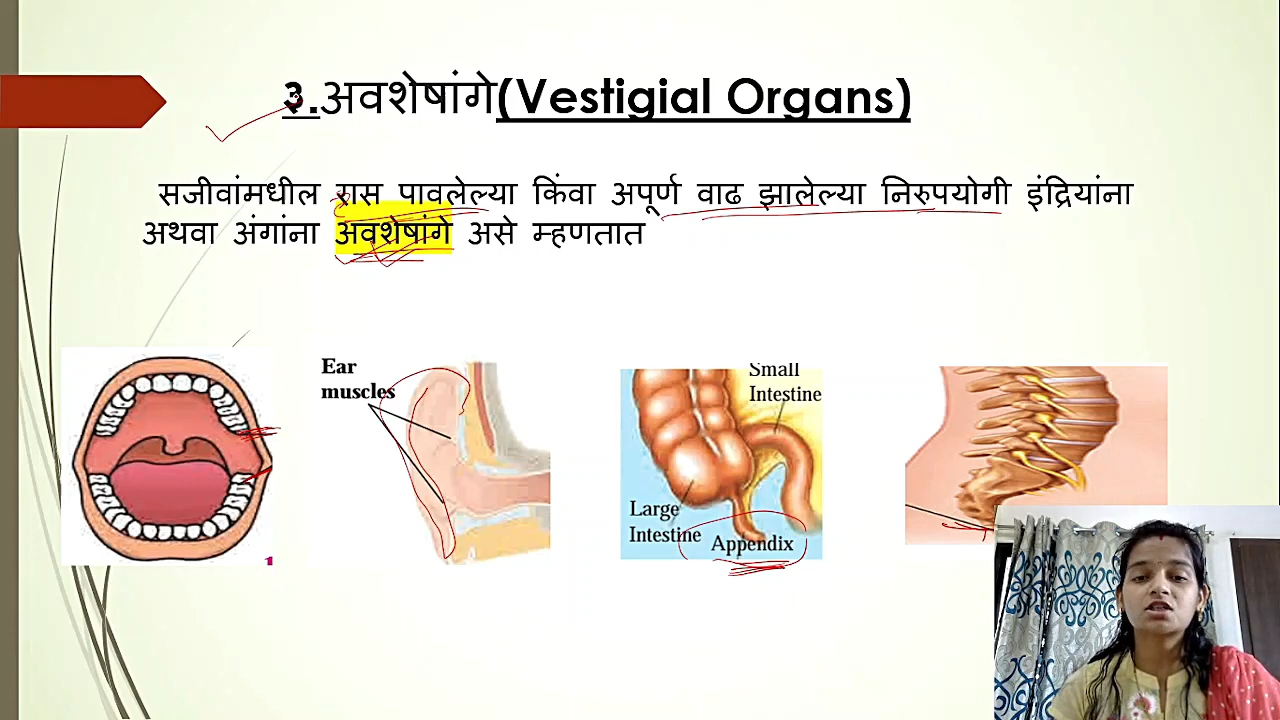 ३.अवशेषांगे(Vestigial Organs)
सजीवांमधील रास पावलेल्या किंवा अपूर्ण वाढ झालेल्या निरुपयोगी इंद्रियांना
अथवा अंगांना अवशेषांगे असे म्हणतात
Ear
muscles
Small
Intestine
Large
Intestine
Appendix